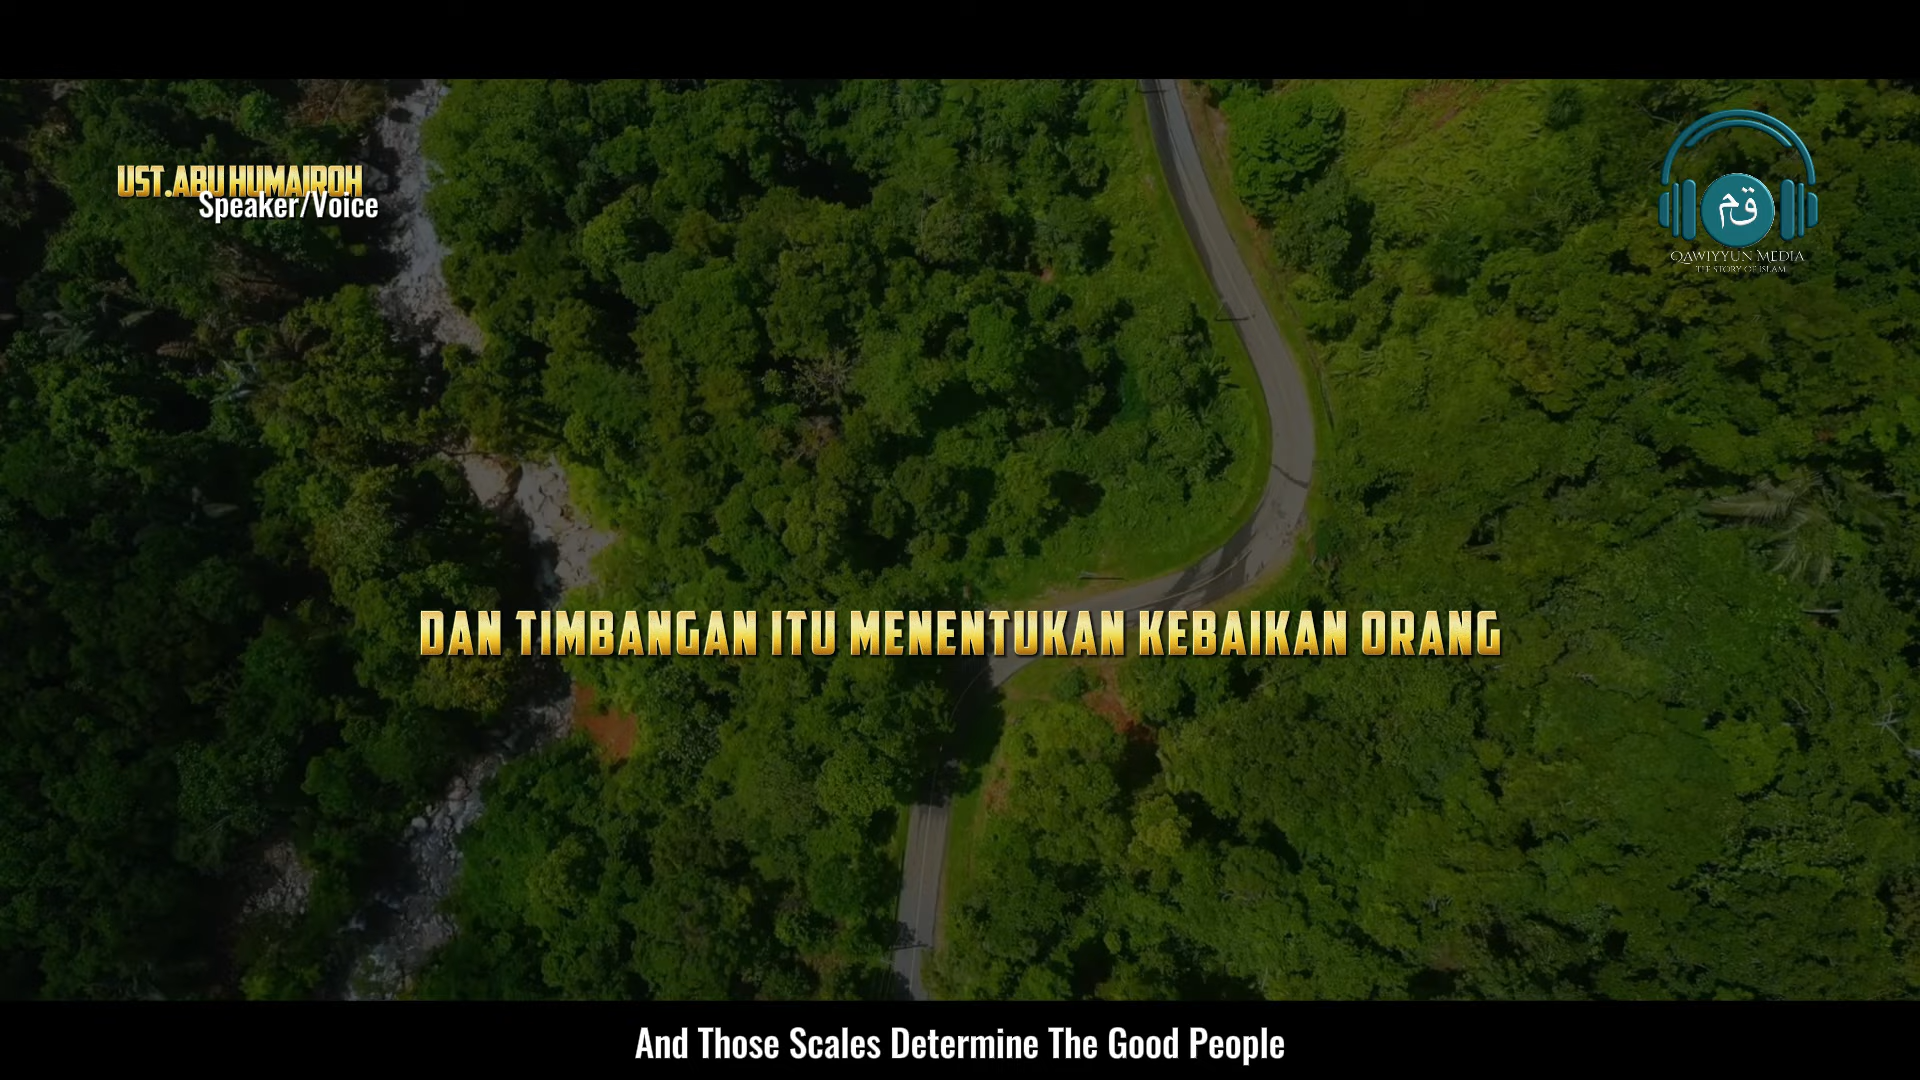 UST.ABU HUMAIROH
Speaker/Voice
قم
QAWIYYUN MEDIA
THE STORY OF ISLAM
DAN TIMBANGAN ITU MENENTUKAN KEBAIKAN ORANG
And Those Scales Determine The Good People